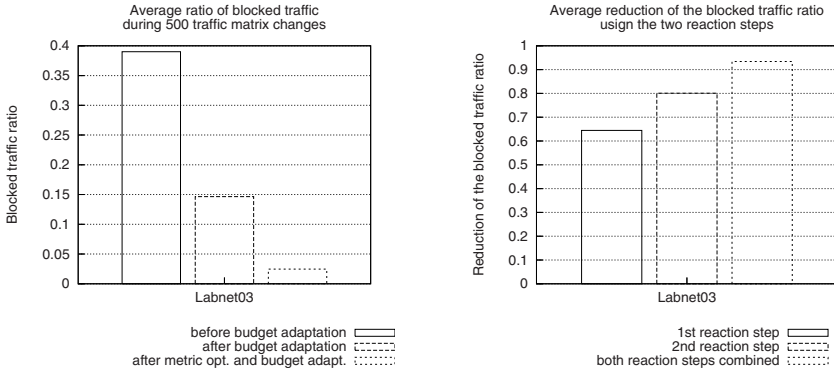 Average ratio of blocked traffic
during 500 traffic matrix changes
Blocked traffic ratio
0.4
0.35
0.3
0.25
0.2
0.15
0.1
0.05
0
Labnet03
before budget adaptation
after budget adaptation
after metric opt. and budget adapt.
Average reduction of the blocked traffic ratio
usign the two reaction steps
Reduction of the blocked traffic ratio
1
0.9
0.8
0.7
0.6
0.5
0.4
0.3
0.2
0.1
0
Labnet03
1st reaction step
2nd reaction step
both reaction steps combined